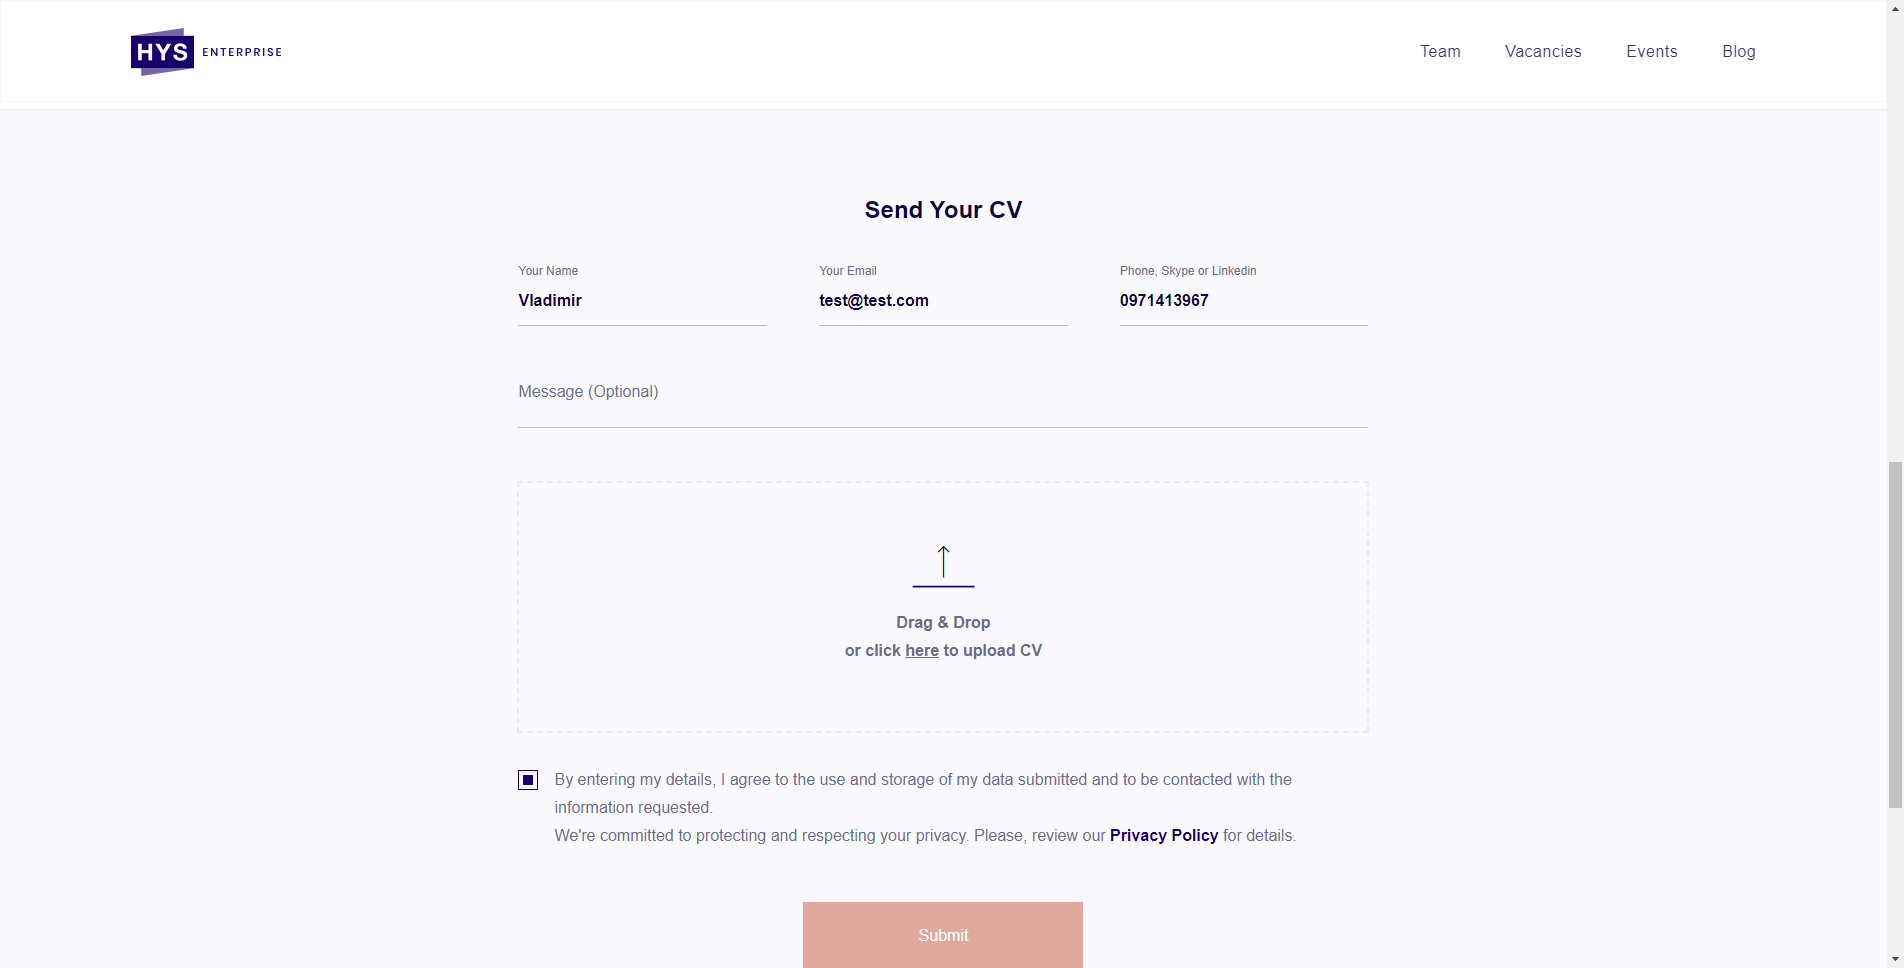 HYS ENTERPRISE
Team Vacancies Events Blog
Send Your CV
Your Name Your Email Phone, Skype or Linkedin
Vladimir test@test.com 0971413967
Message (Optional)
Drag & Drop
or click here to upload CV
By entering my details, I agree to the use and storage of my data submitted and to be contacted with the
information requested.
We're committed to protecting and respecting your privacy. Please, review our Privacy Policy for details.
Submit